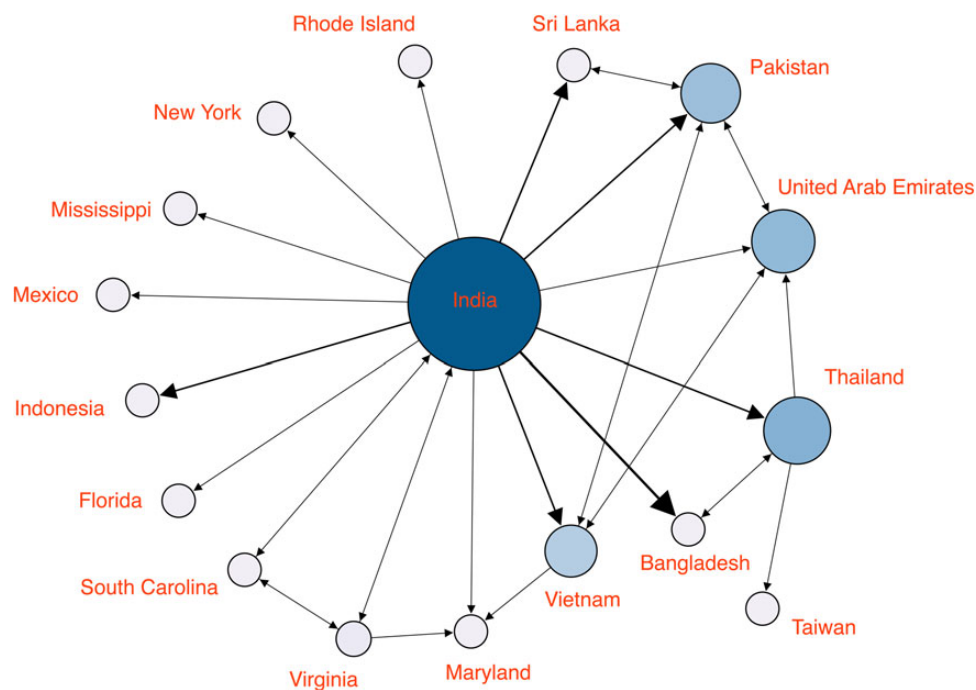 Rhode Island
Sri Lanka
Pakistan
New York
United Arab Emirates
Mississippi
Mexico
India
Thailand
Indonesia
Florida
Bangladesh
South Carolina
Vietnam
Taiwan
Maryland
Virginia